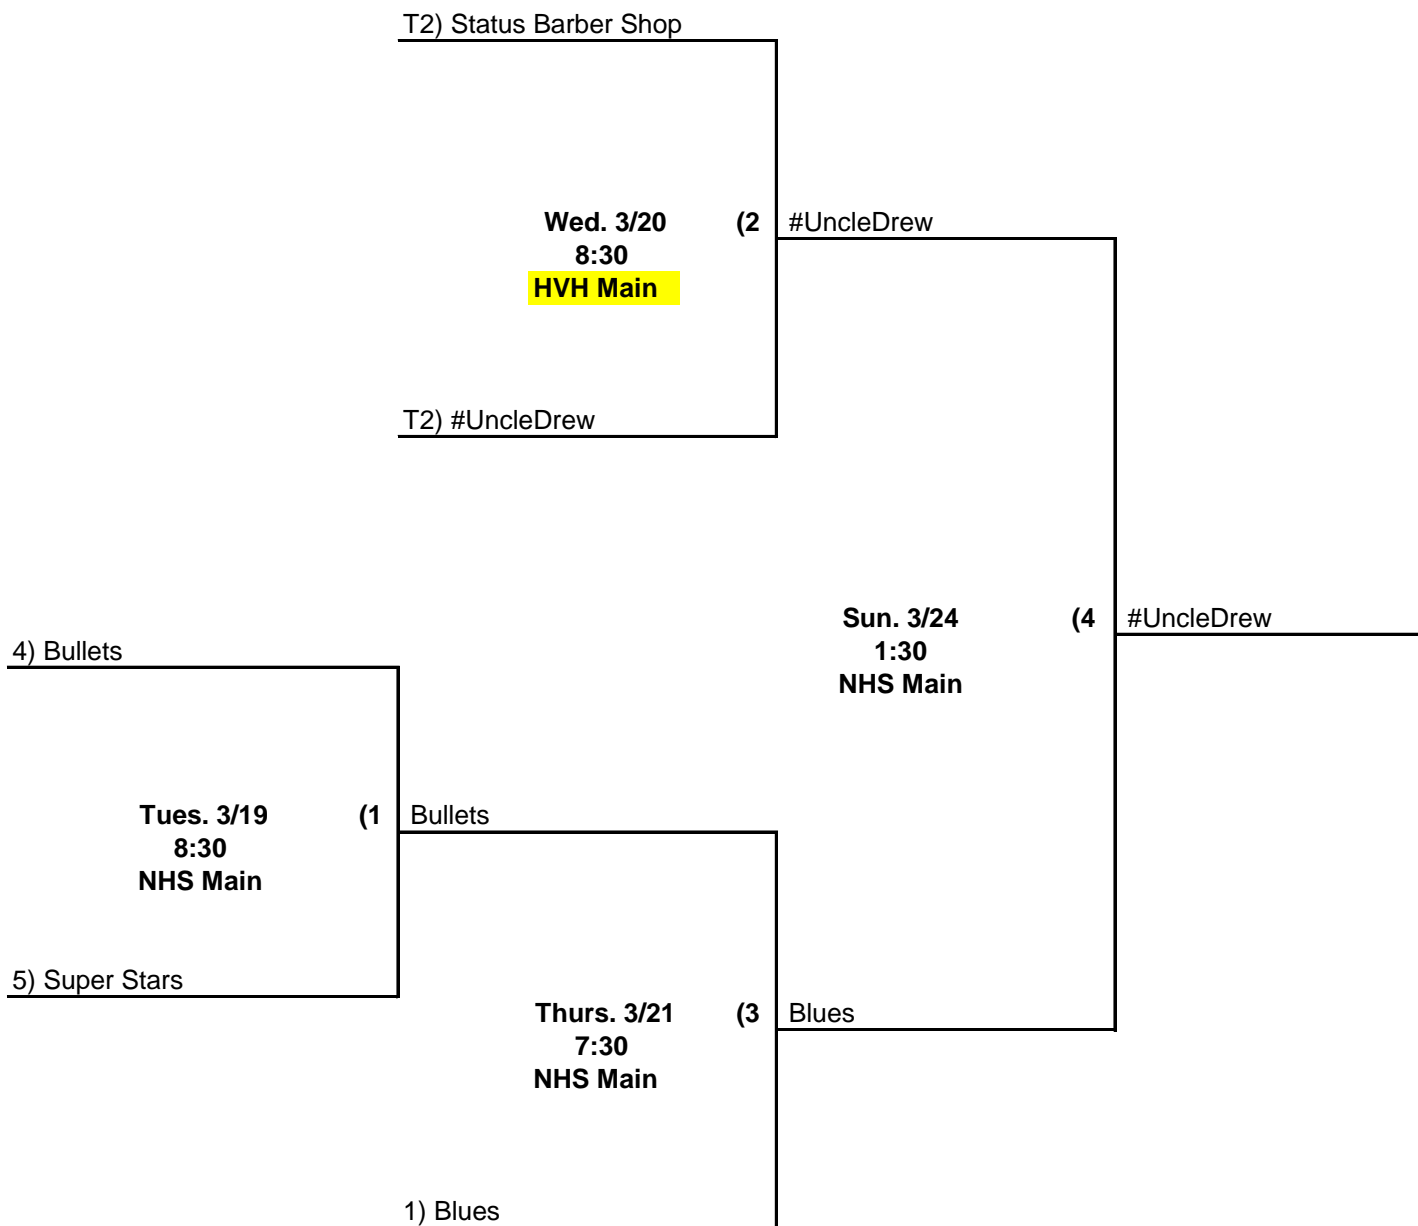 T2) Status Barber Shop
Wed. 3/20 (2 #UncleDrew
8:30
HVH Main
T2) #UncleDrew
Sun. 3/24 (4 #UncleDrew
4) Bullets
1:30
NHS Main
Tues. 3/19 (1 Bullets
8:30
NHS Main
5) Super Stars
Thurs. 3/21 (3 Blues
7:30
NHS Main
1) Blues